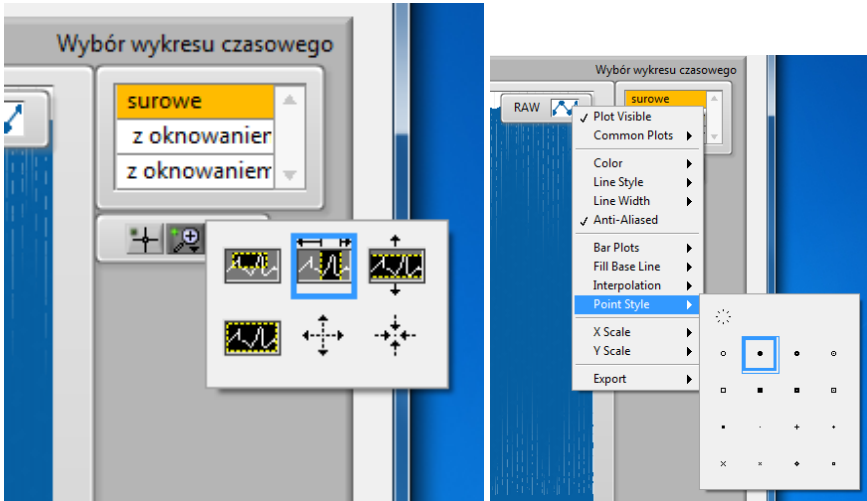 Wybór wykresu czasowego
surowe
z oknowanier
z oknowaniem
Wybór wykresu czasowego
RAW
surowe
✓ Plot Visible
Common Plots
Color
Line Style
Line Width
✓ Anti-Aliased
Bar Plots
Fill Base Line
Interpolation
Point Style
X Scale
Y Scale
Export